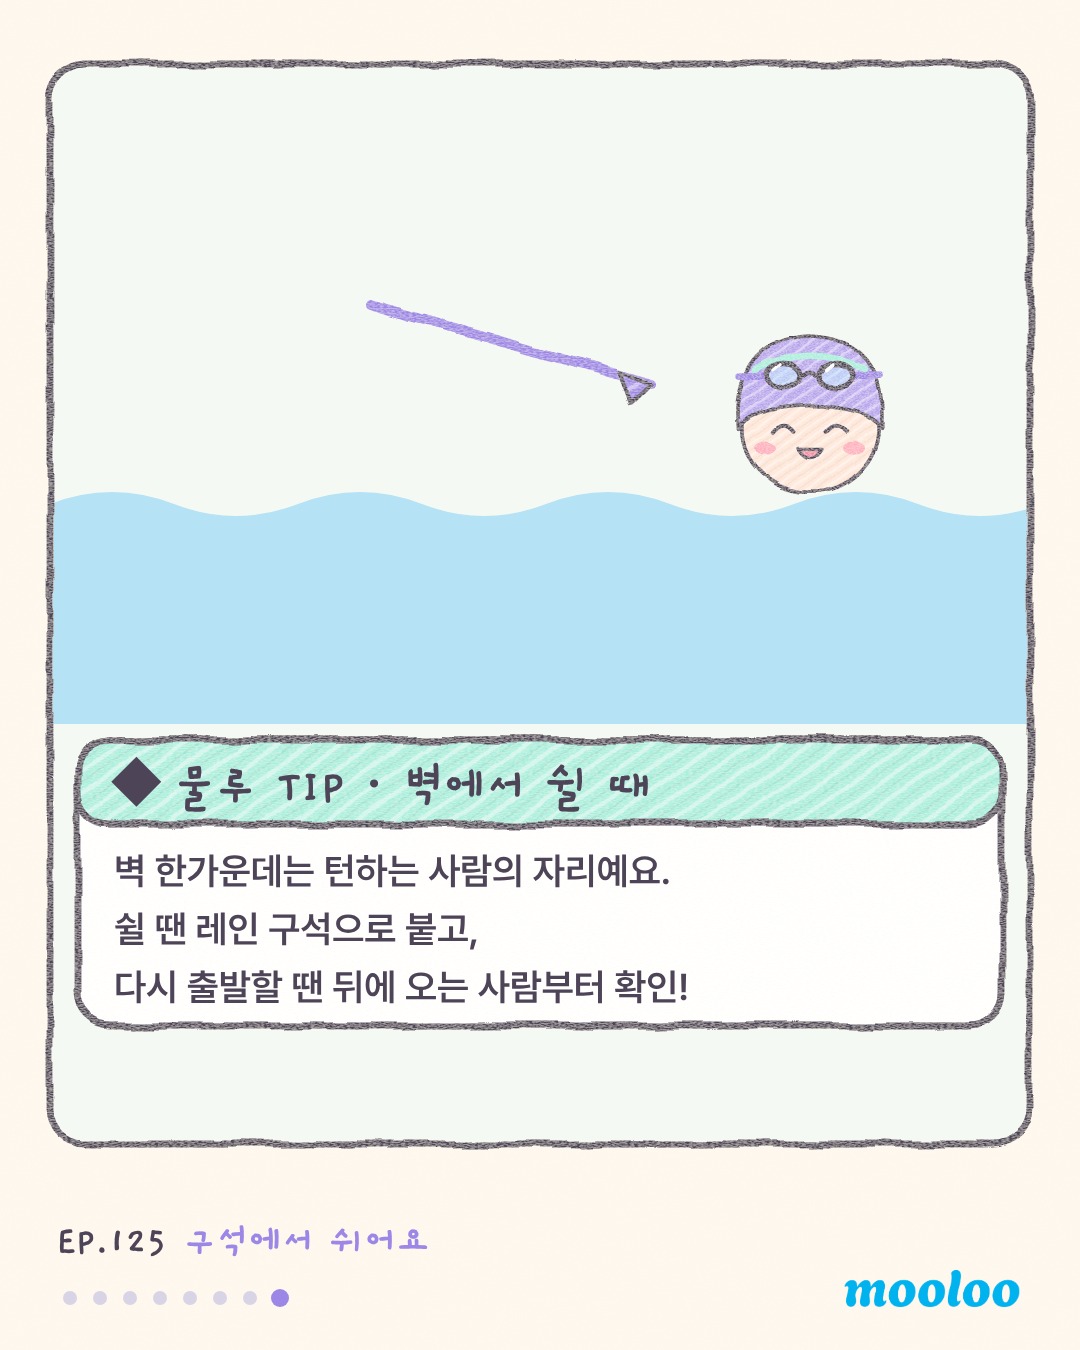 ◆ 물루 TIP · 벽에서 쉴 때
벽 한가운데는 턴하는 사람의 자리예요.
쉴 땐 레인 구석으로 붙고,
다시 출발할 땐 뒤에 오는 사람부터 확인!
EP.125 구석에서 쉬어요
mooloo